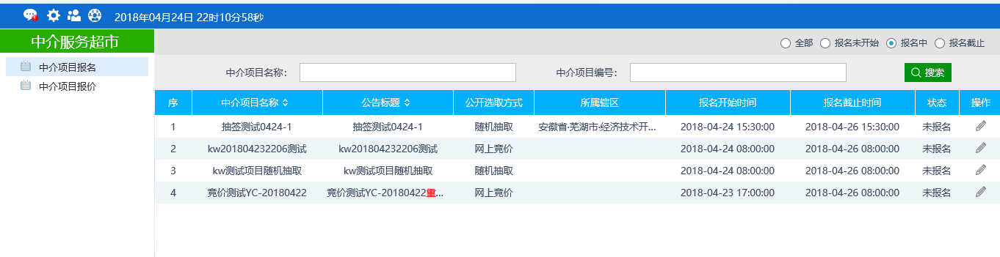 2018年04月24日 22时10分58秒
中介服务超市
全部 报名未开始 报名中 报名截止
中介项目报名
中介项目报价
中介项目名称： 中介项目编号： 搜索
序 中介项目名称 公告标题 公开选取方式 所属辖区 报名开始时间 报名截止时间 状态 操作
1 抽签测试0424-1 抽签测试0424-1 随机抽取 安徽省·芜湖市·经济技术开... 2018-04-24 15:30:00 2018-04-26 15:30:00 未报名
2 kw201804232206测试 kw201804232206测试 网上竞价 2018-04-24 08:00:00 2018-04-26 08:00:00 未报名
3 kw测试项目随机抽取 kw测试项目随机抽取 随机抽取 2018-04-24 08:00:00 2018-04-26 08:00:00 未报名
4 竞价测试YC-20180422 竞价测试YC-20180422重... 网上竞价 2018-04-23 17:00:00 2018-04-26 08:00:00 未报名